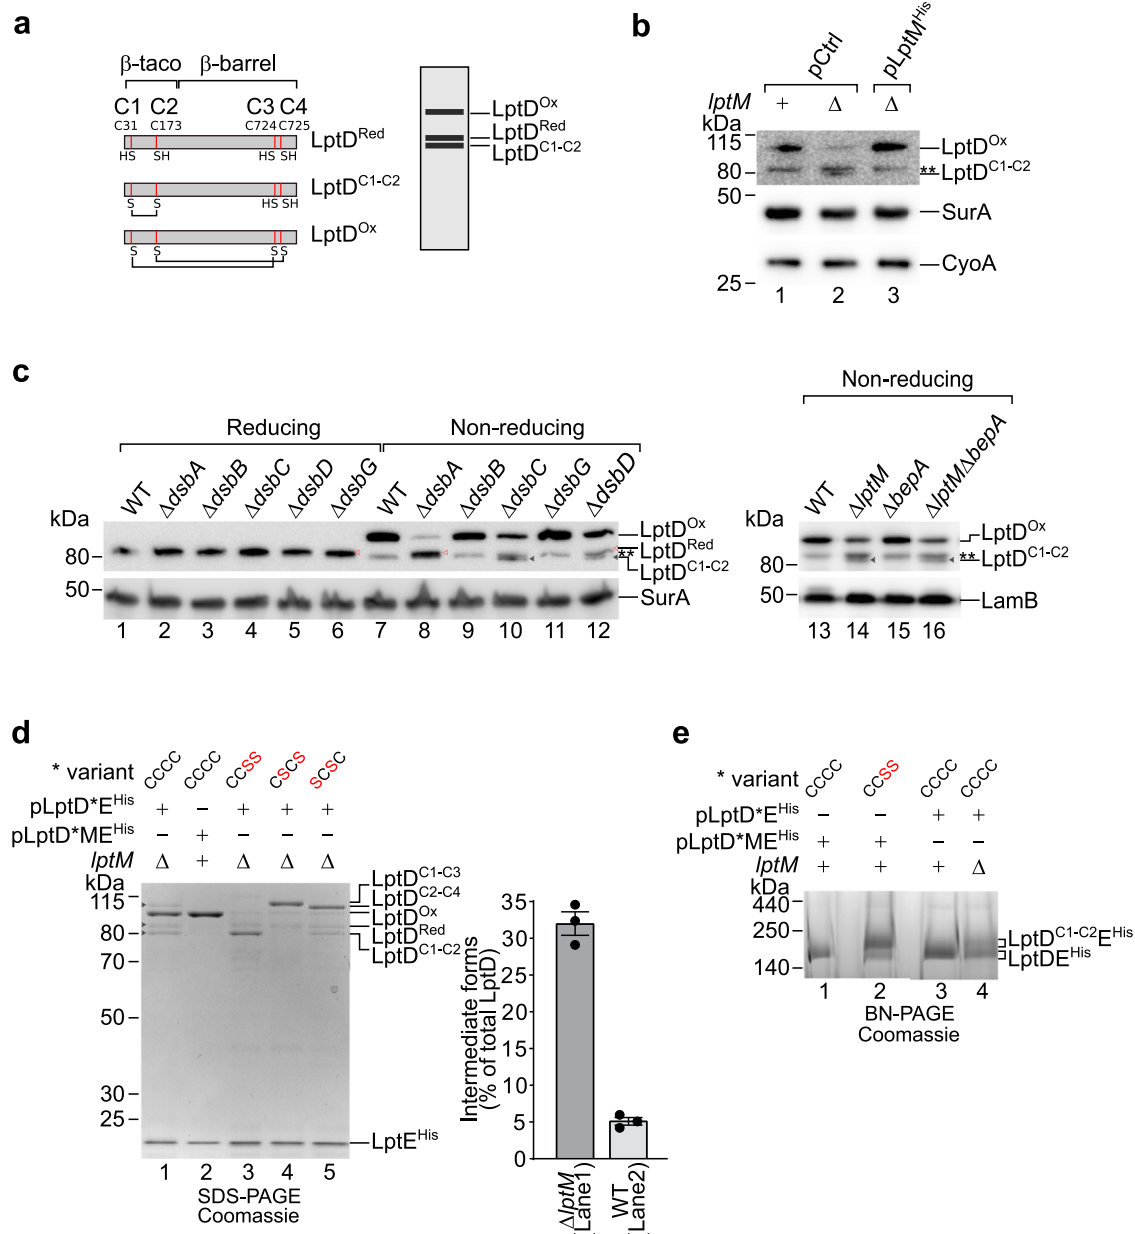 a
β-taco β-barrel
C1 C2 C3 C4
C31 C173 C724 C725
LptD^Red
HS SH HS SH
LptD^C1-C2
S S HS SH
LptD^Ox
S S S S
LptD^Ox
LptD^Red
LptD^C1-C2
b
pCtrl pLptM^His
lptM + Δ Δ
kDa
115
80
50
25
LptD^Ox
** LptD^C1-C2
SurA
CyoA
1 2 3
c
Reducing Non-reducing
WT ΔdsbA ΔdsbB ΔdsbC ΔdsbD ΔdsbG WT ΔdsbA ΔdsbB ΔdsbC ΔdsbG ΔdsbD
kDa
80
50
LptD^Ox
** LptD^Red
LptD^C1-C2
SurA
1 2 3 4 5 6 7 8 9 10 11 12
Non-reducing
WT ΔlptM ΔbepA ΔlptMΔbepA
kDa
80
50
LptD^Ox
** LptD^C1-C2
LamB
13 14 15 16
d
* variant CCCC CCCC CCSS CSCS SCSC
pLptD*E^His + − + + +
pLptD*ME^His − + − − −
lptM Δ + Δ Δ Δ
kDa
115
80
70
30
25
LptD^C1-C3
LptD^C2-C4
LptD^Ox
LptD^Red
LptD^C1-C2
LptE^His
1 2 3 4 5
SDS-PAGE
Coomassie
Intermediate forms
(% of total LptD)
35
30
25
20
15
10
5
0
ΔlptM
Lane1)
WT
Lane2)
e
* variant CCCC CCSS CCCC CCCC
pLptD*E^His − − + +
pLptD*ME^His + + − −
lptM + + + Δ
kDa
440
250
140
LptD^C1-C2E^His
LptDE^His
1 2 3 4
BN-PAGE
Coomassie